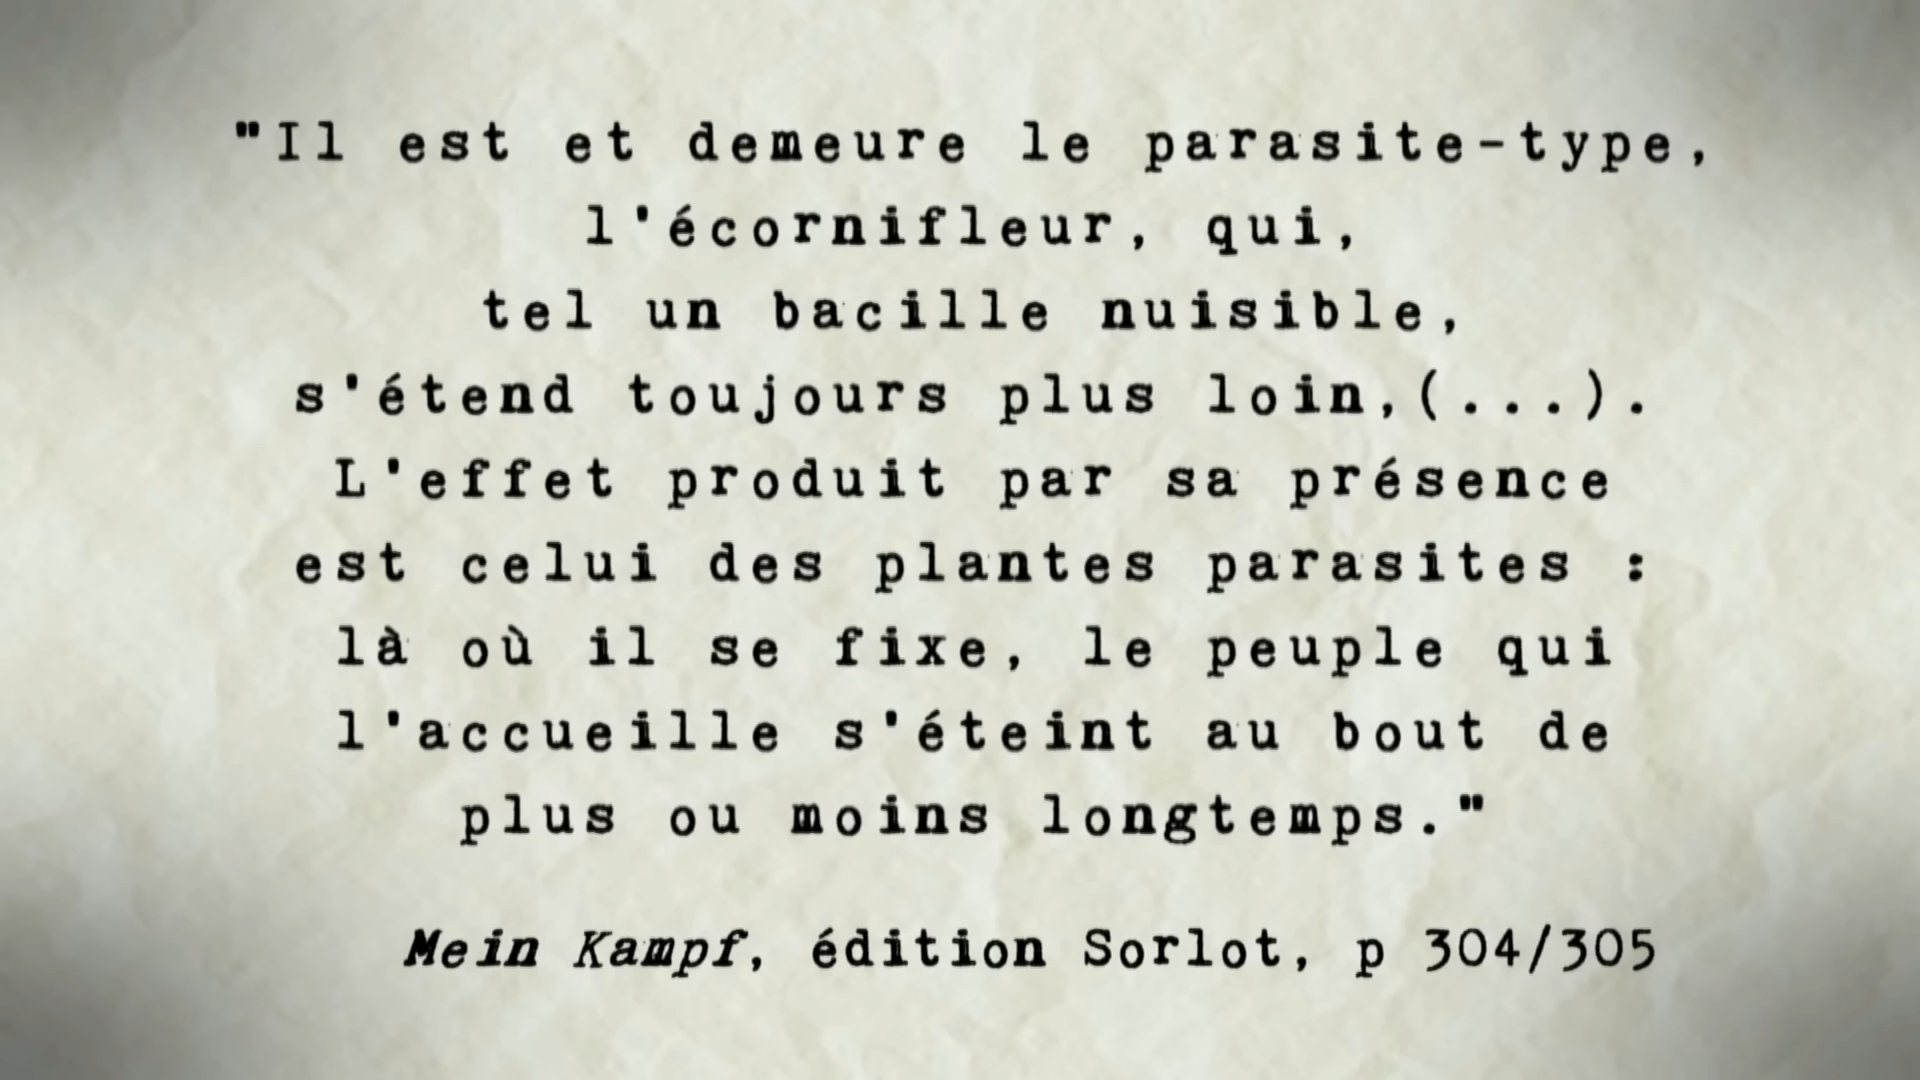 "Il est et demeure le parasite-type,
l'écornifleur, qui,
tel un bacille nuisible,
s'étend toujours plus loin,(...).
L'effet produit par sa présence
est celui des plantes parasites :
là où il se fixe, le peuple qui
l'accueille s'éteint au bout de
plus ou moins longtemps."
Mein Kampf, édition Sorlot, p 304/305